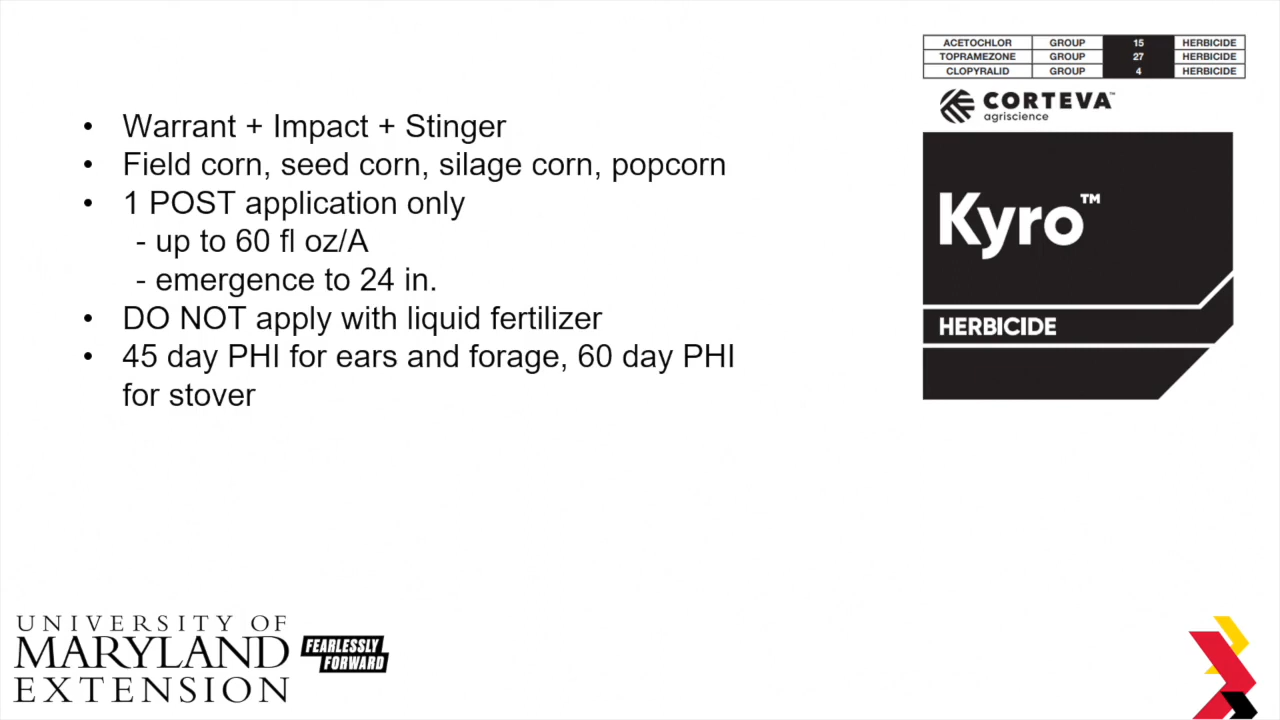 • Warrant + Impact + Stinger
• Field corn, seed corn, silage corn, popcorn
• 1 POST application only
- up to 60 fl oz/A
- emergence to 24 in.
• DO NOT apply with liquid fertilizer
• 45 day PHI for ears and forage, 60 day PHI
for stover
ACETOCHLOR GROUP 15 HERBICIDE
TOPRAMEZONE GROUP 27 HERBICIDE
CLOPYRALID GROUP 4 HERBICIDE
CORTEVA™
agriscience
Kyro™
HERBICIDE
UNIVERSITY OF
MARYLAND
EXTENSION
FEARLESSLY
FORWARD